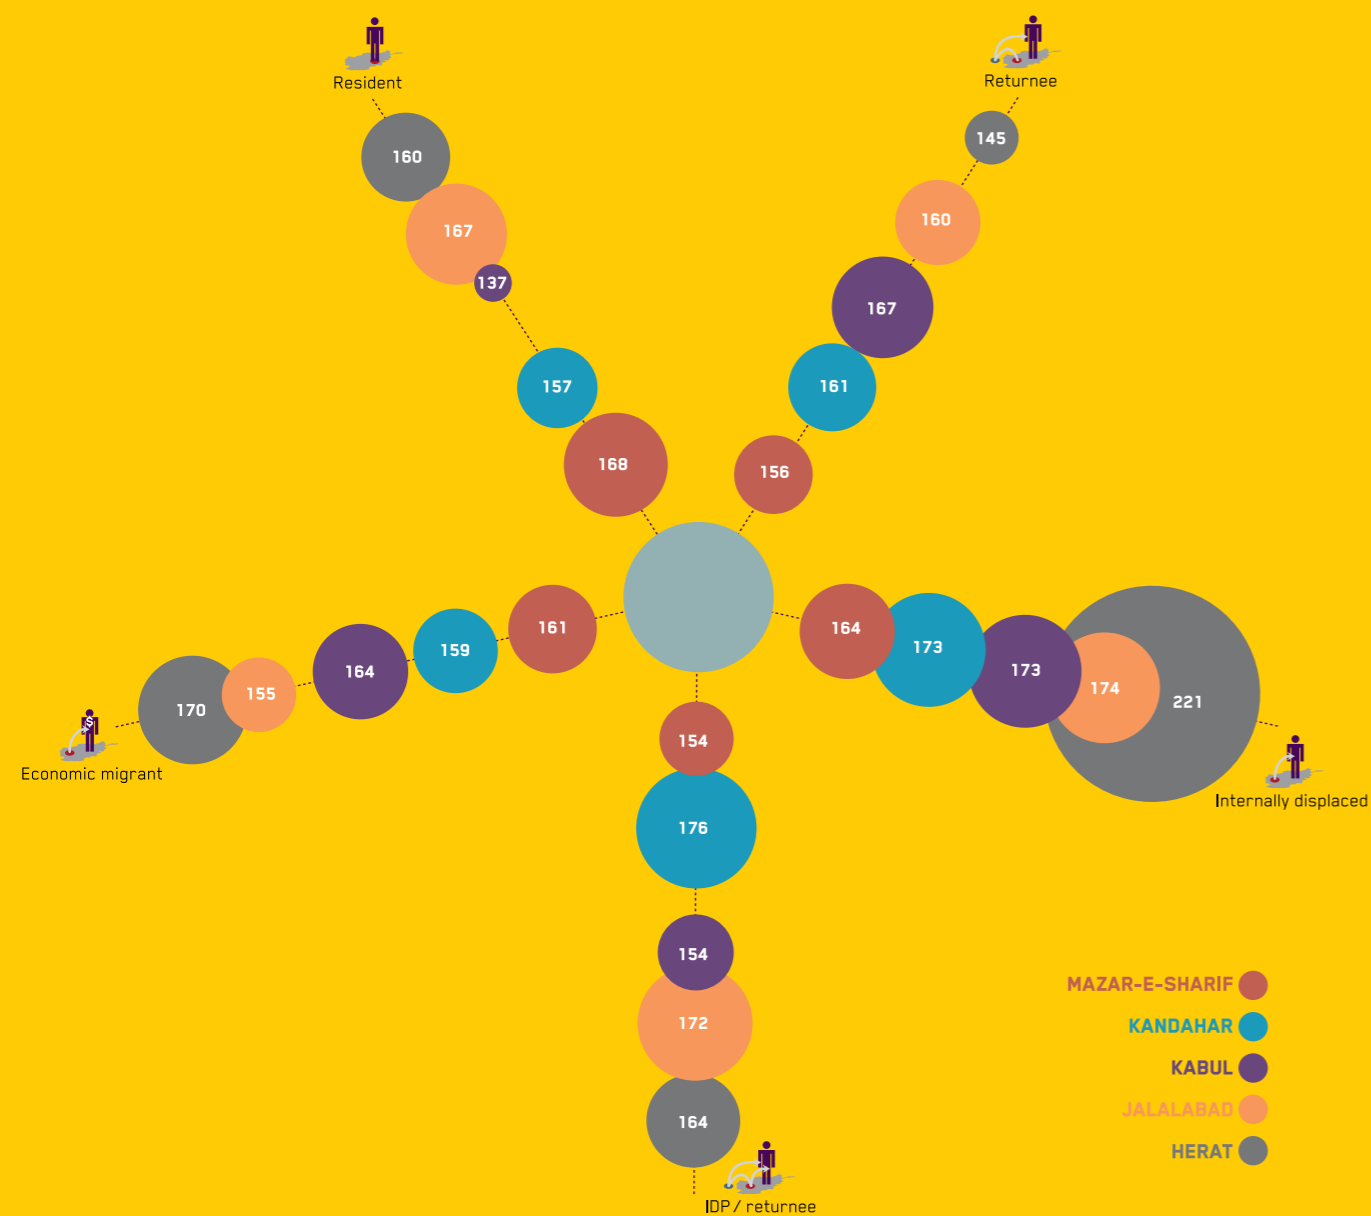 Resident
Returnee
160
145
167
160
137
167
157
161
168
156
161
164
159
173
164
173
155
174
170
221
$
Economic migrant
Internally displaced
154
176
154
172
164
IDP / returnee
MAZAR-E-SHARIF
KANDAHAR
KABUL
JALALABAD
HERAT